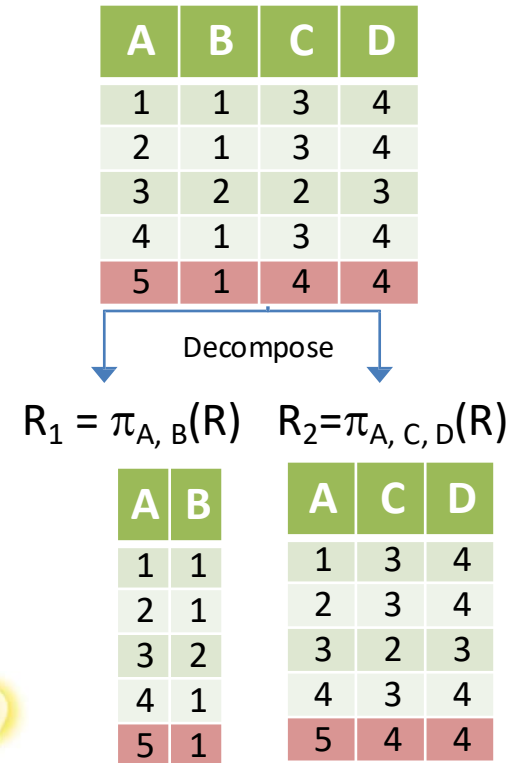 A B C D
1 1 3 4
2 1 3 4
3 2 2 3
4 1 3 4
5 1 4 4
Decompose
R₁ = π_A, B(R) R₂=π_A, C, D(R)
A B
1 1
2 1
3 2
4 1
5 1
A C D
1 3 4
2 3 4
3 2 3
4 3 4
5 4 4